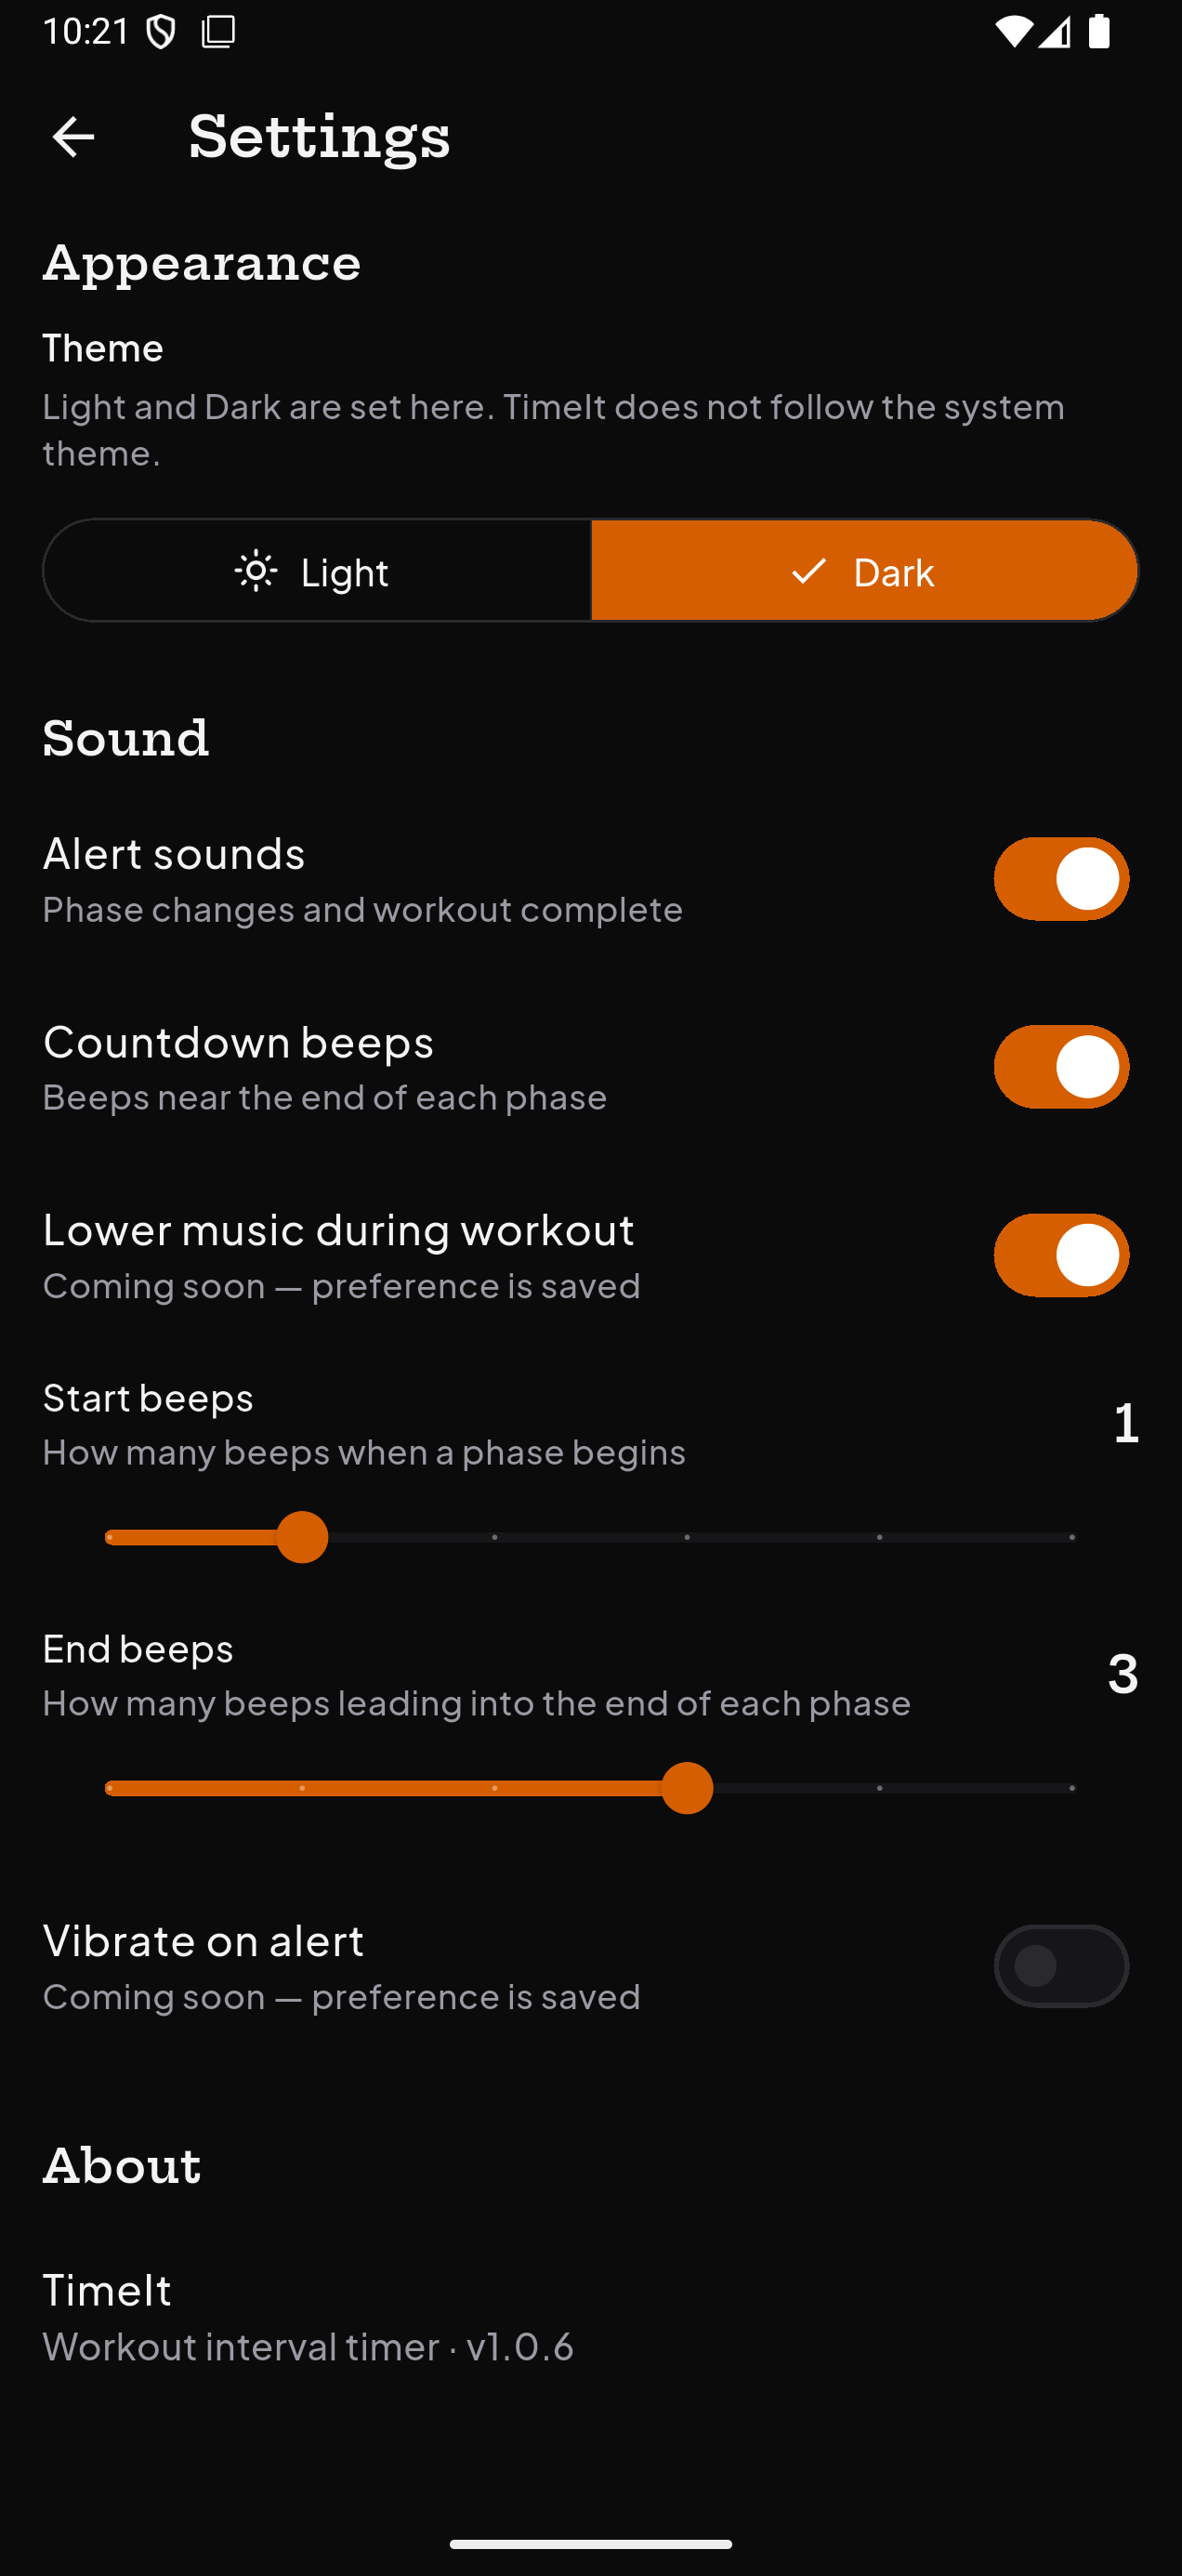 10:21
Settings
Appearance
Theme
Light and Dark are set here. TimeIt does not follow the system
theme.
Light
Dark
Sound
Alert sounds
Phase changes and workout complete
Countdown beeps
Beeps near the end of each phase
Lower music during workout
Coming soon — preference is saved
Start beeps
1
How many beeps when a phase begins
End beeps
3
How many beeps leading into the end of each phase
Vibrate on alert
Coming soon — preference is saved
About
TimeIt
Workout interval timer · v1.0.6